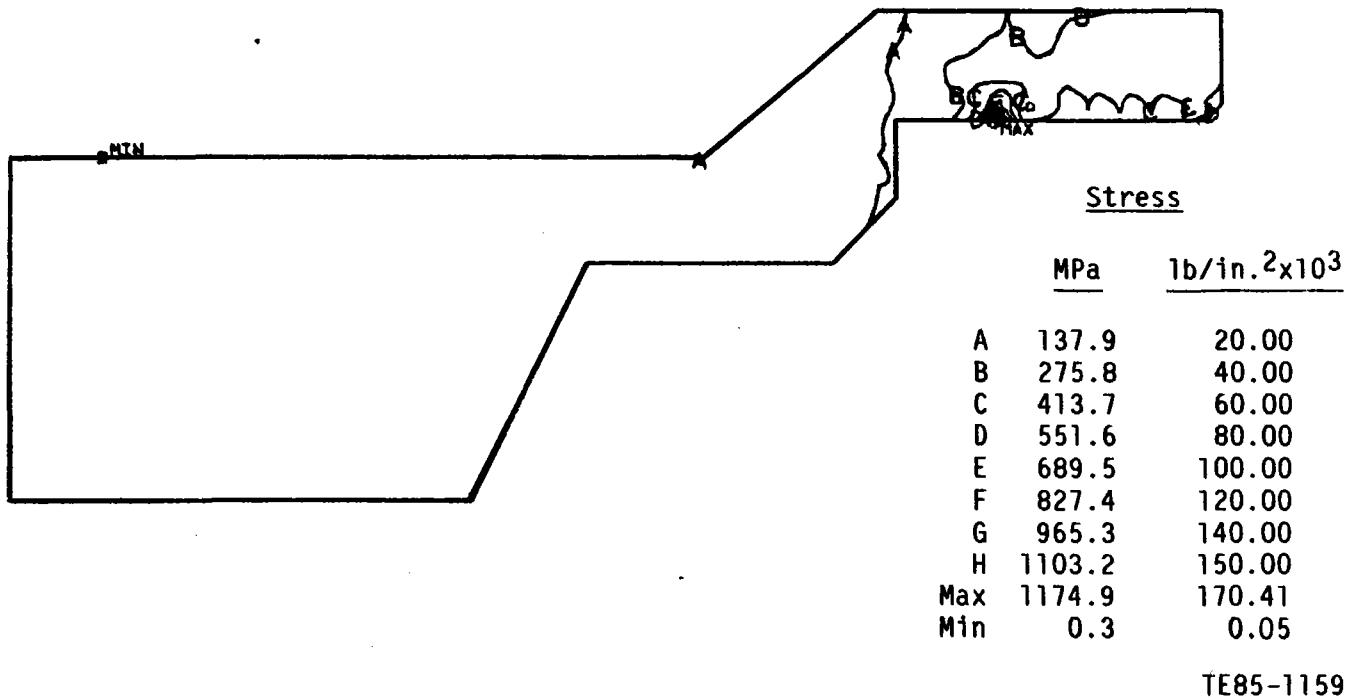 A
B
B
A
B
C
MAX
MIN
A
Stress
MPa lb/in.²x10³
A 137.9 20.00
B 275.8 40.00
C 413.7 60.00
D 551.6 80.00
E 689.5 100.00
F 827.4 120.00
G 965.3 140.00
H 1103.2 150.00
Max 1174.9 170.41
Min 0.3 0.05
TE85-1159